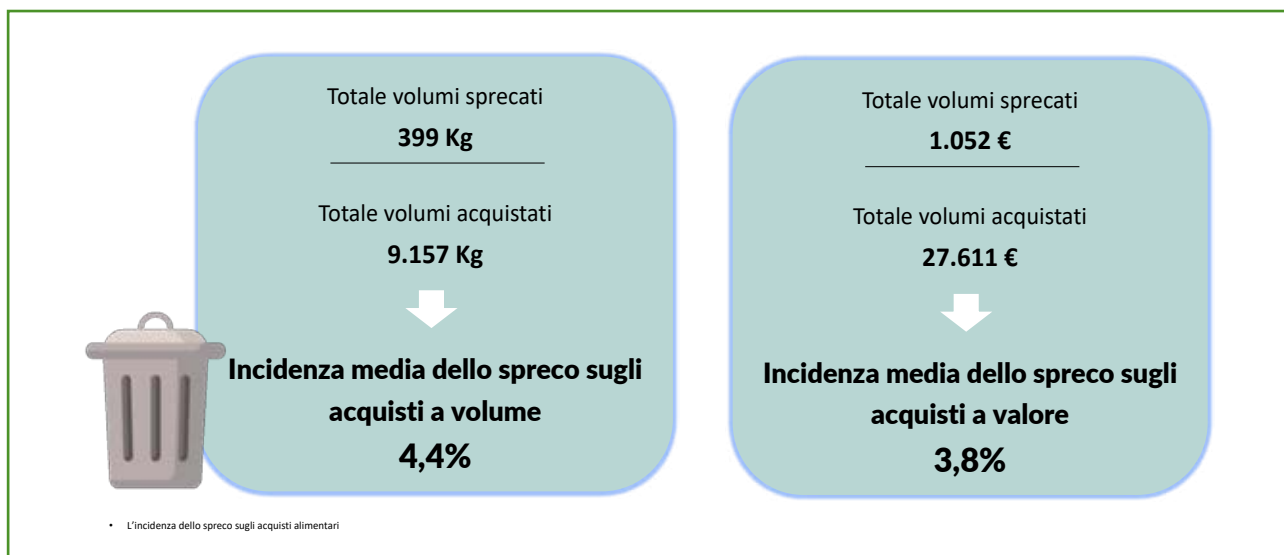 Totale volumi sprecati
399 Kg
Totale volumi acquistati
9.157 Kg
Incidenza media dello spreco sugli
acquisti a volume
4,4%
Totale volumi sprecati
1.052 €
Totale volumi acquistati
27.611 €
Incidenza media dello spreco sugli
acquisti a valore
3,8%
• L'incidenza dello spreco sugli acquisti alimentari